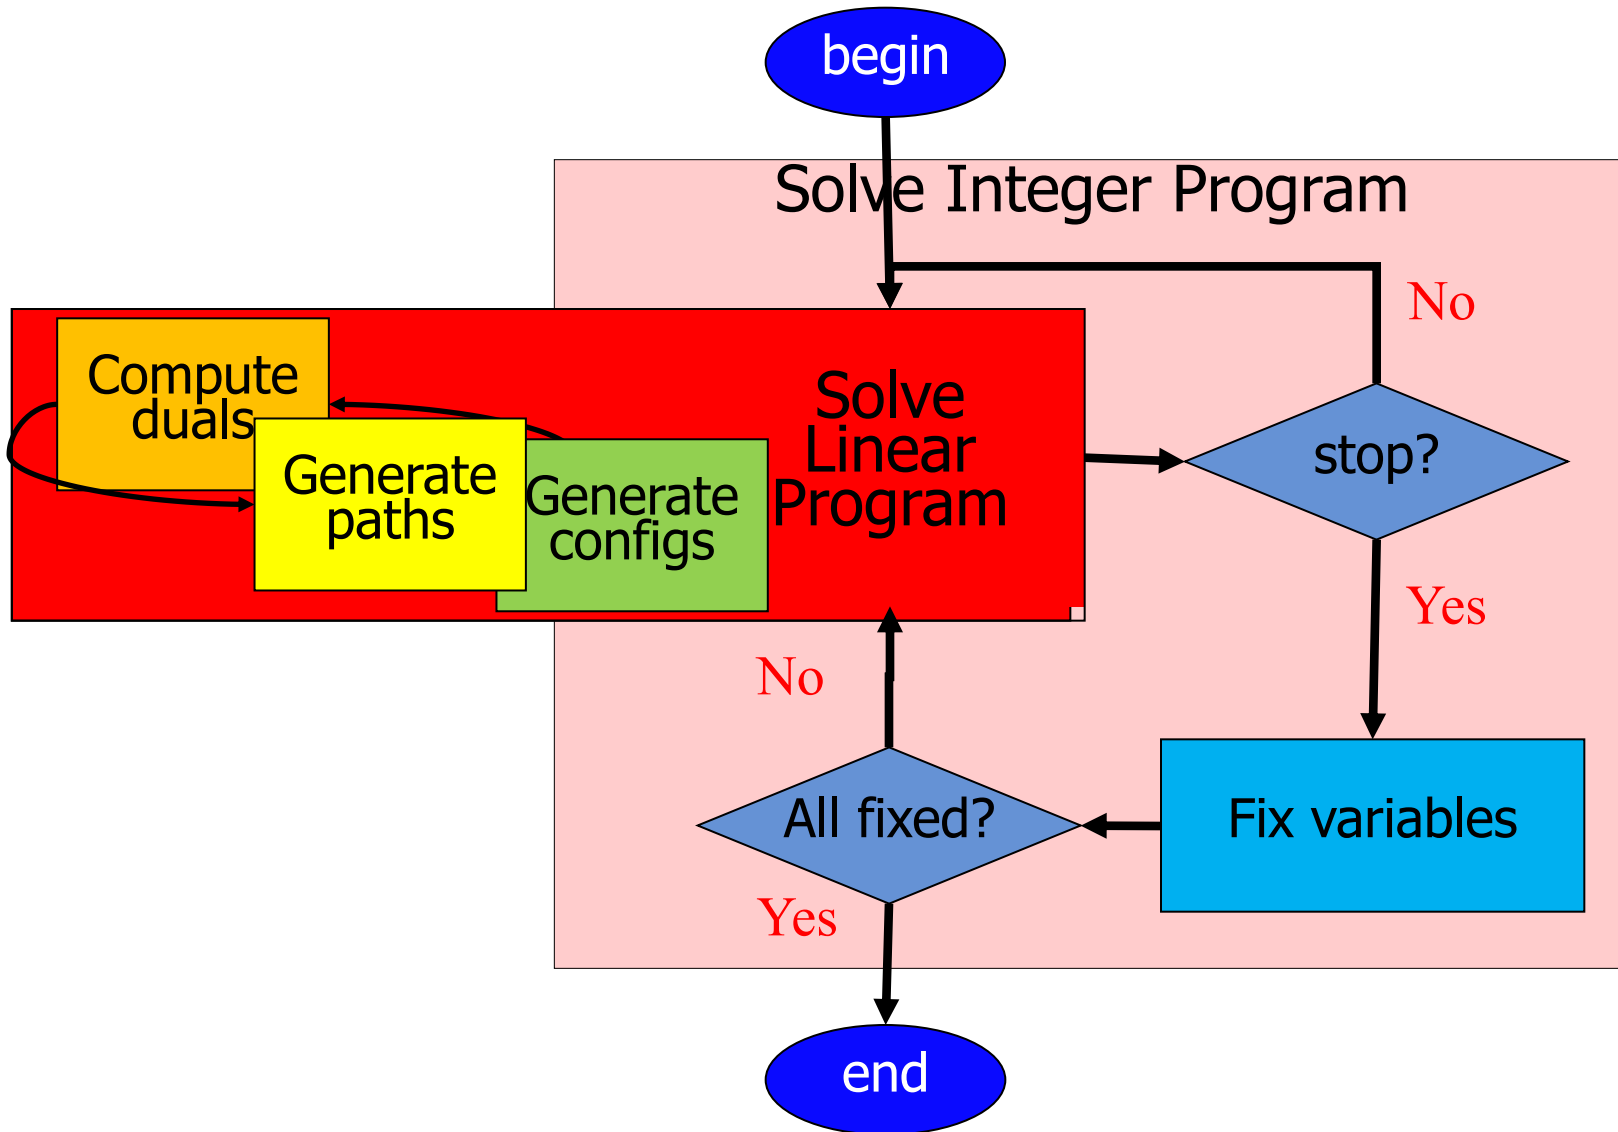 begin
Solve Integer Program
No
Compute
duals
Generate
paths
Generate
configs
Solve
Linear
Program
stop?
Yes
No
All fixed?
Fix variables
Yes
end